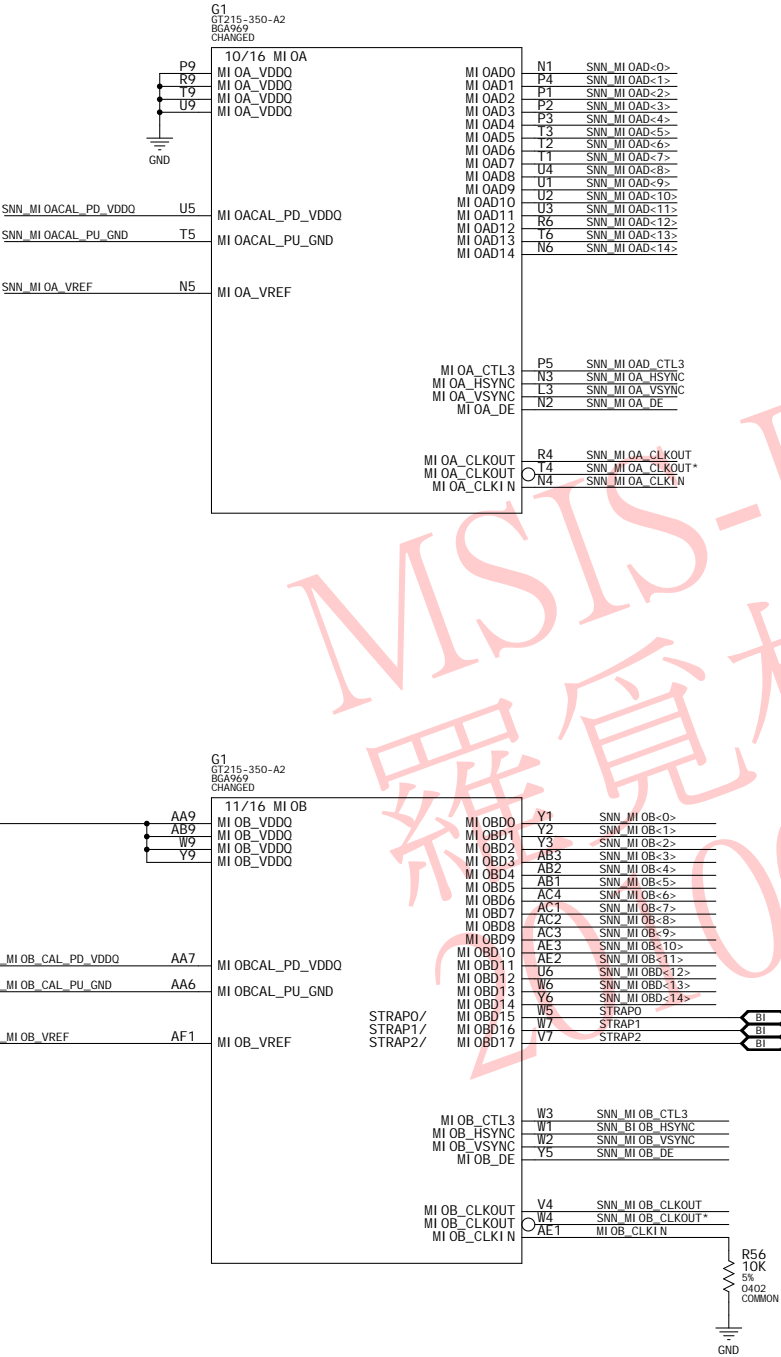 G1
GT215-350-A2
BGA969
CHANGED
10/16 MIOA
P9 MIOA_VDDQ
R9 MIOA_VDDQ
T9 MIOA_VDDQ
U9 MIOA_VDDQ
GND
SNN_MIOACAL_PD_VDDQ U5 MIOACAL_PD_VDDQ
SNN_MIOACAL_PU_GND T5 MIOACAL_PU_GND
SNN_MIOA_VREF N5 MIOA_VREF
MIOAD0 N1 SNN_MIOAD<0>
MIOAD1 P4 SNN_MIOAD<1>
MIOAD2 P1 SNN_MIOAD<2>
MIOAD3 P2 SNN_MIOAD<3>
MIOAD4 P3 SNN_MIOAD<4>
MIOAD5 T3 SNN_MIOAD<5>
MIOAD6 T2 SNN_MIOAD<6>
MIOAD7 T1 SNN_MIOAD<7>
MIOAD8 U4 SNN_MIOAD<8>
MIOAD9 U1 SNN_MIOAD<9>
MIOAD10 U2 SNN_MIOAD<10>
MIOAD11 U3 SNN_MIOAD<11>
MIOAD12 R6 SNN_MIOAD<12>
MIOAD13 T6 SNN_MIOAD<13>
MIOAD14 N6 SNN_MIOAD<14>
MIOA_CTL3 P5 SNN_MIOAD_CTL3
MIOA_HSYNC N3 SNN_MIOA_HSYNC
MIOA_VSYNC L3 SNN_MIOA_VSYNC
MIOA_DE N2 SNN_MIOA_DE
MIOA_CLKOUT R4 SNN_MIOA_CLKOUT
MIOA_CLKOUT T4 SNN_MIOA_CLKOUT*
MIOA_CLKIN N4 SNN_MIOA_CLKIN
MSIS-
羅覓
2010
G1
GT215-350-A2
BGA969
CHANGED
11/16 MIOB
AA9 MIOB_VDDQ
AB9 MIOB_VDDQ
W9 MIOB_VDDQ
Y9 MIOB_VDDQ
_MIOB_CAL_PD_VDDQ AA7 MIOBCAL_PD_VDDQ
_MIOB_CAL_PU_GND AA6 MIOBCAL_PU_GND
_MIOB_VREF AF1 MIOB_VREF
MIOBD0 Y1 SNN_MIOB<0>
MIOBD1 Y2 SNN_MIOB<1>
MIOBD2 Y3 SNN_MIOB<2>
MIOBD3 AB3 SNN_MIOB<3>
MIOBD4 AB2 SNN_MIOB<4>
MIOBD5 AB1 SNN_MIOB<5>
MIOBD6 AC4 SNN_MIOB<6>
MIOBD7 AC1 SNN_MIOB<7>
MIOBD8 AC2 SNN_MIOB<8>
MIOBD9 AC3 SNN_MIOB<9>
MIOBD10 AE3 SNN_MIOB<10>
MIOBD11 AE2 SNN_MIOB<11>
MIOBD12 U6 SNN_MIOBD<12>
MIOBD13 W6 SNN_MIOBD<13>
MIOBD14 Y6 SNN_MIOBD<14>
STRAP0/ MIOBD15 W5 STRAP0 BI
STRAP1/ MIOBD16 W7 STRAP1 BI
STRAP2/ MIOBD17 V7 STRAP2 BI
MIOB_CTL3 W3 SNN_MIOB_CTL3
MIOB_HSYNC W1 SNN_BIOB_HSYNC
MIOB_VSYNC W2 SNN_MIOB_VSYNC
MIOB_DE Y5 SNN_MIOB_DE
MIOB_CLKOUT V4 SNN_MIOB_CLKOUT
MIOB_CLKOUT W4 SNN_MIOB_CLKOUT*
MIOB_CLKIN AE1 MIOB_CLKIN
R56
10K
5%
0402
COMMON
GND